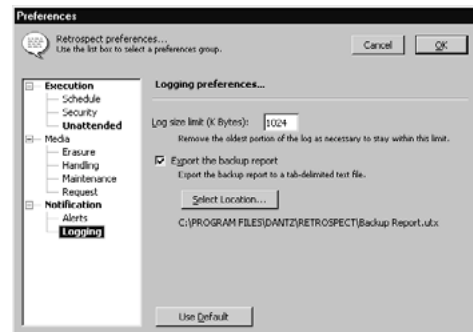 Preferences
Retrospect preferences...
Use the list box to select a preferences group.
Cancel
OK
Execution
Schedule
Security
Unattended
Media
Erasure
Handling
Maintenance
Request
Notification
Alerts
Logging
Logging preferences...
Log size limit (K Bytes): 1024
Remove the oldest portion of the log as necessary to stay within this limit.
Export the backup report
Export the backup report to a tab-delimited text file.
Select Location...
C:\PROGRAM FILES\DANTZ\RETROSPECT\Backup Report.utx
Use Default